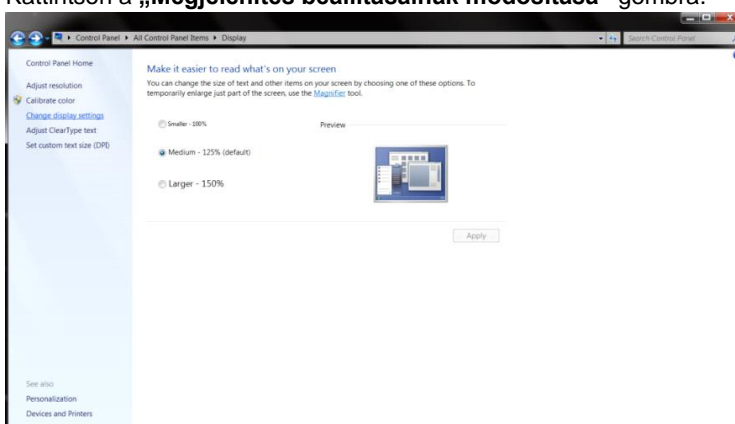 Kattintson a „Megjelenítés beállításainak módosítása” gombra.
Control Panel ▸ All Control Panel Items ▸ Display
Search Control Panel
Control Panel Home
Adjust resolution
Calibrate color
Change display settings
Adjust ClearType text
Set custom text size (DPI)
Make it easier to read what's on your screen
You can change the size of text and other items on your screen by choosing one of these options. To
temporarily enlarge just part of the screen, use the Magnifier tool.
Smaller - 100%
Preview
Medium - 125% (default)
Larger - 150%
Apply
See also
Personalization
Devices and Printers